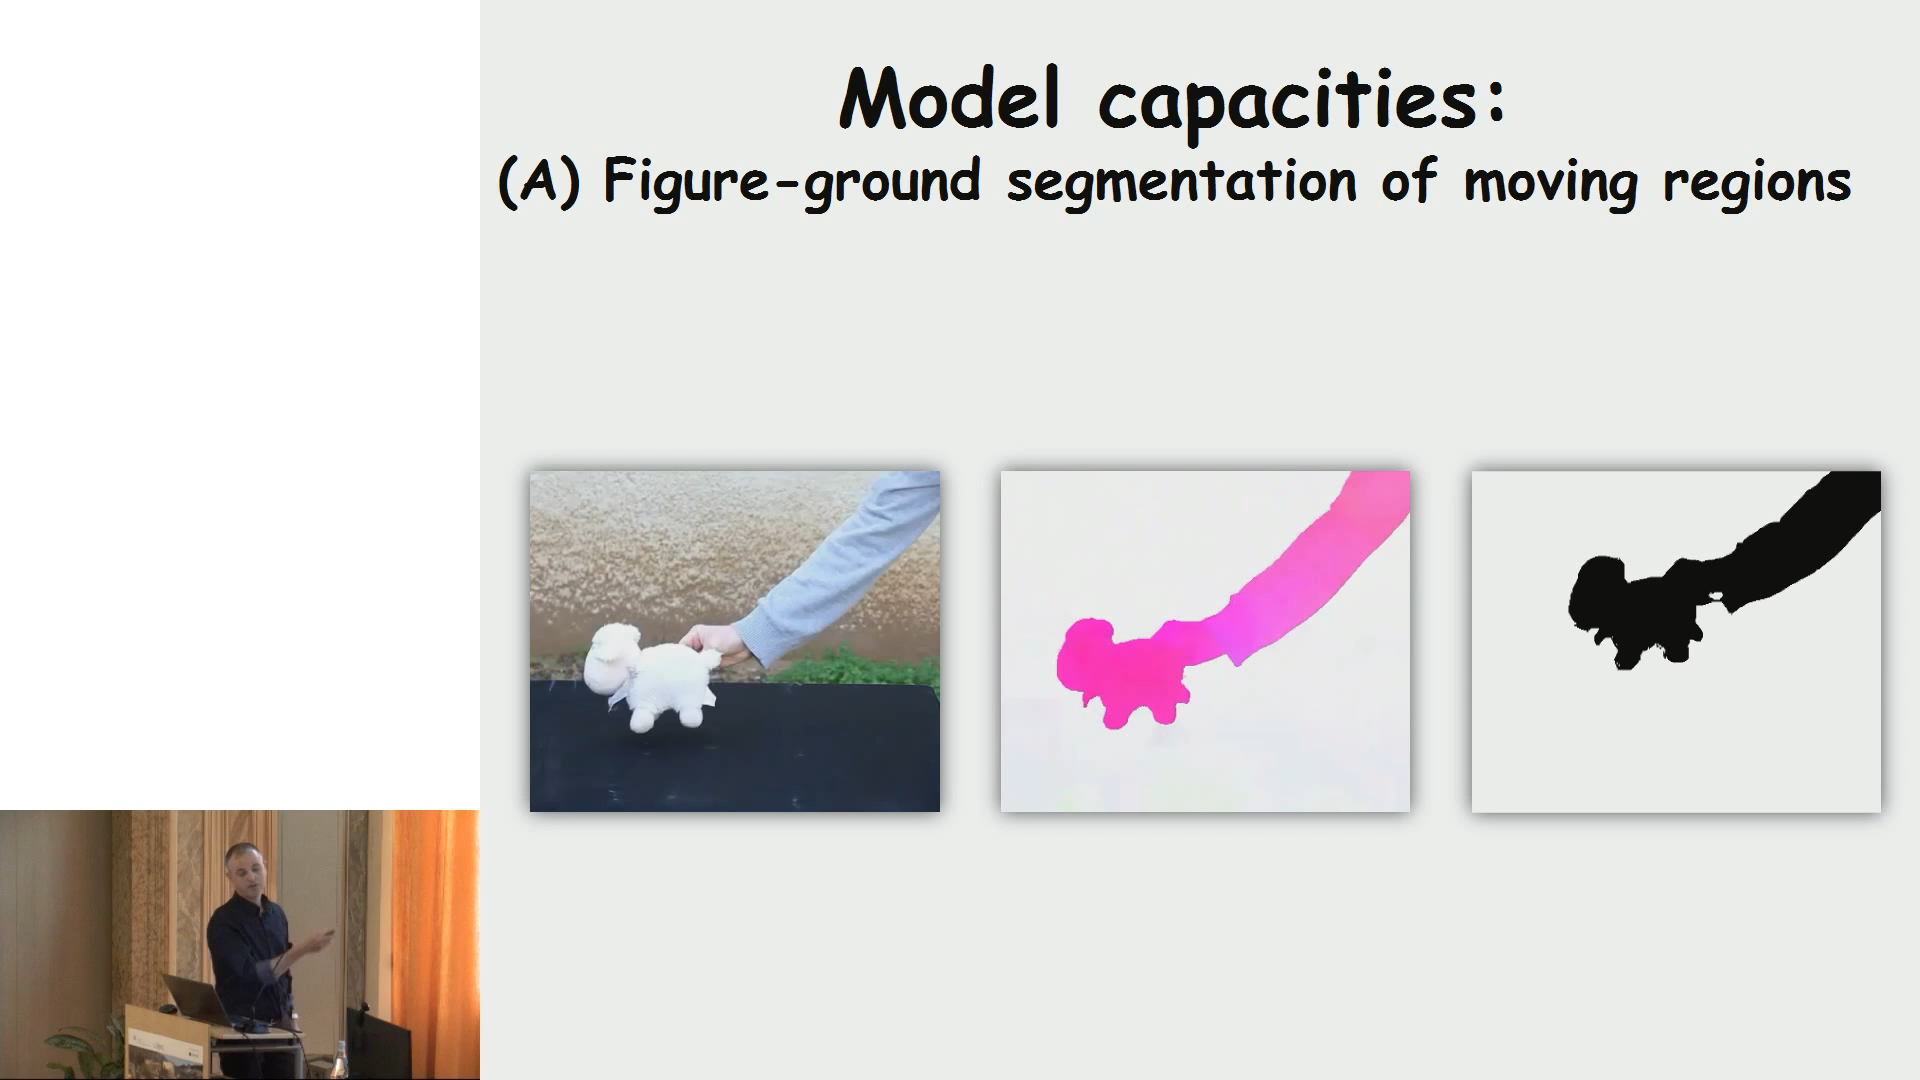 Model capacities:
(A) Figure-ground segmentation of moving regions